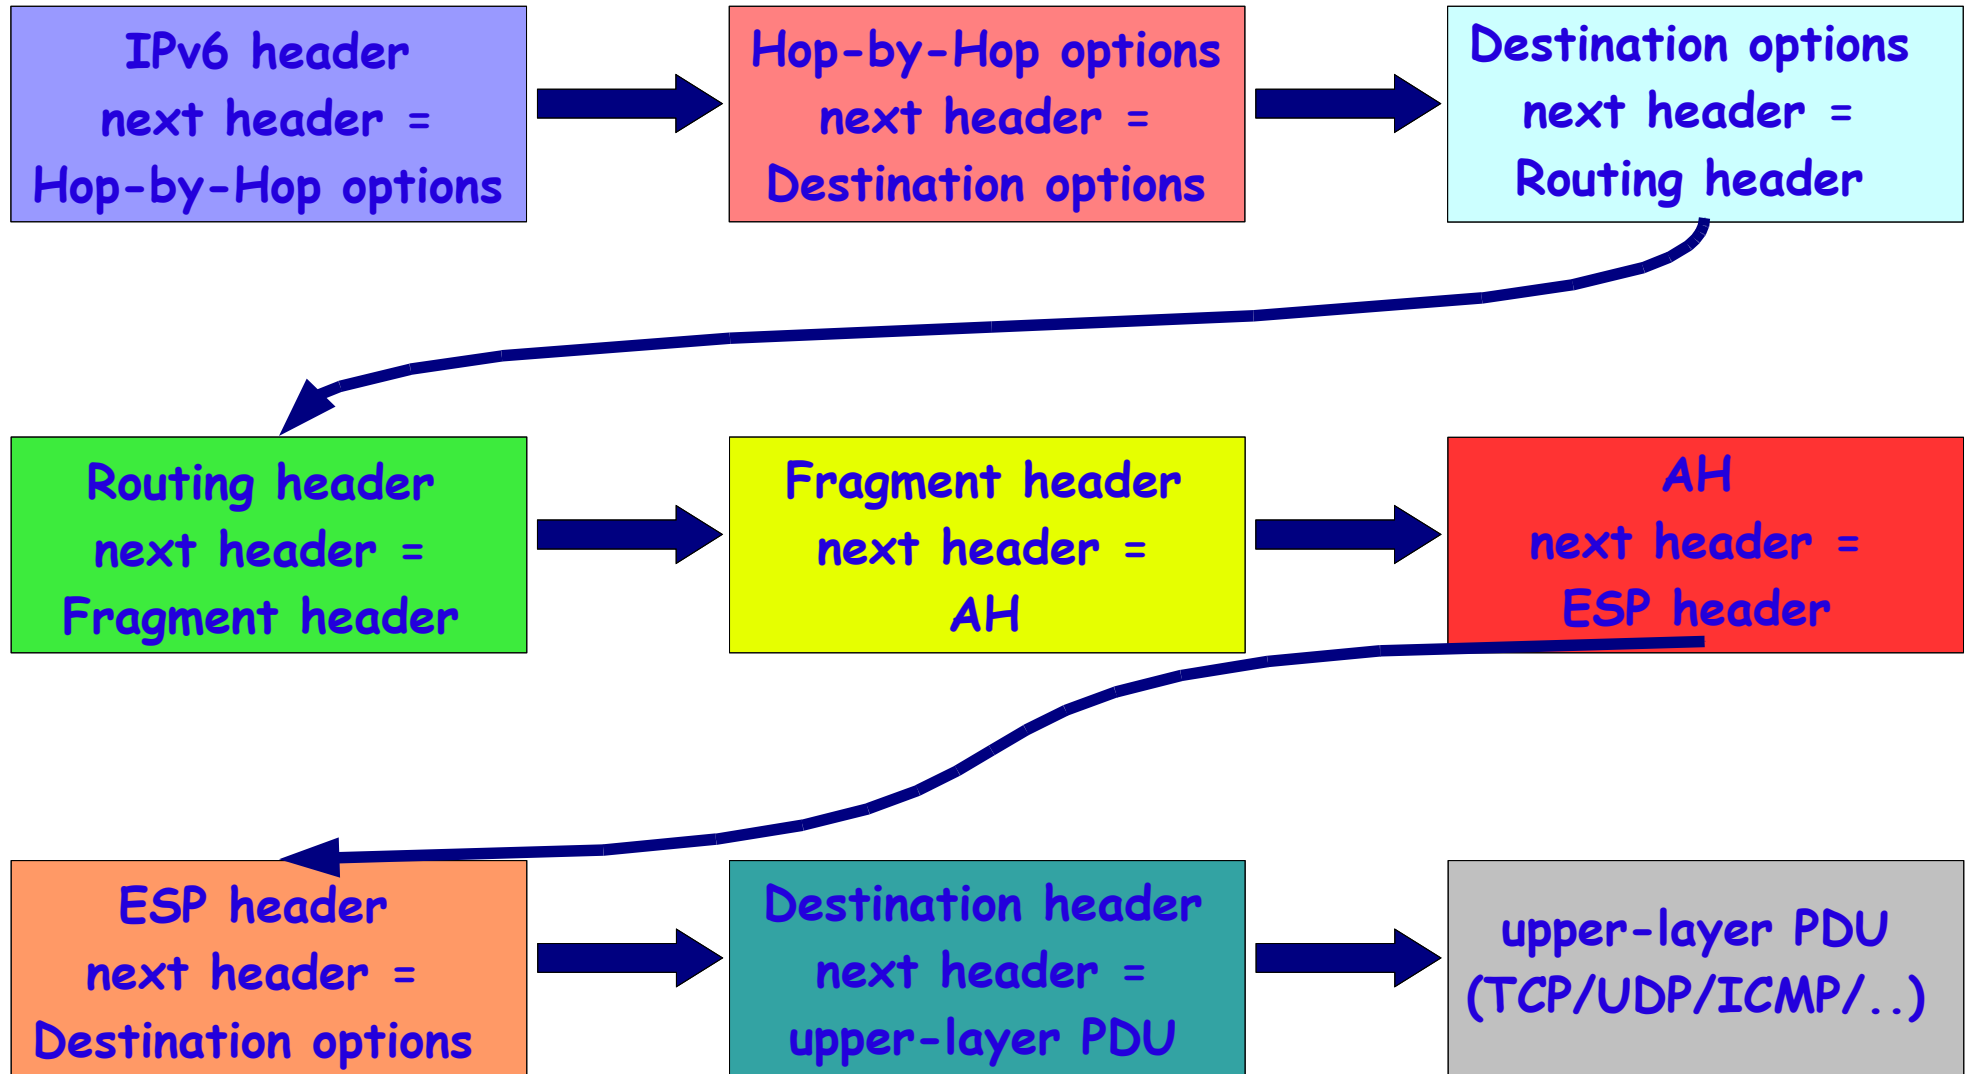 IPv6 header
next header =
Hop-by-Hop options
Hop-by-Hop options
next header =
Destination options
Destination options
next header =
Routing header
Routing header
next header =
Fragment header
Fragment header
next header =
AH
AH
next header =
ESP header
ESP header
next header =
Destination options
Destination header
next header =
upper-layer PDU
upper-layer PDU
(TCP/UDP/ICMP/..)